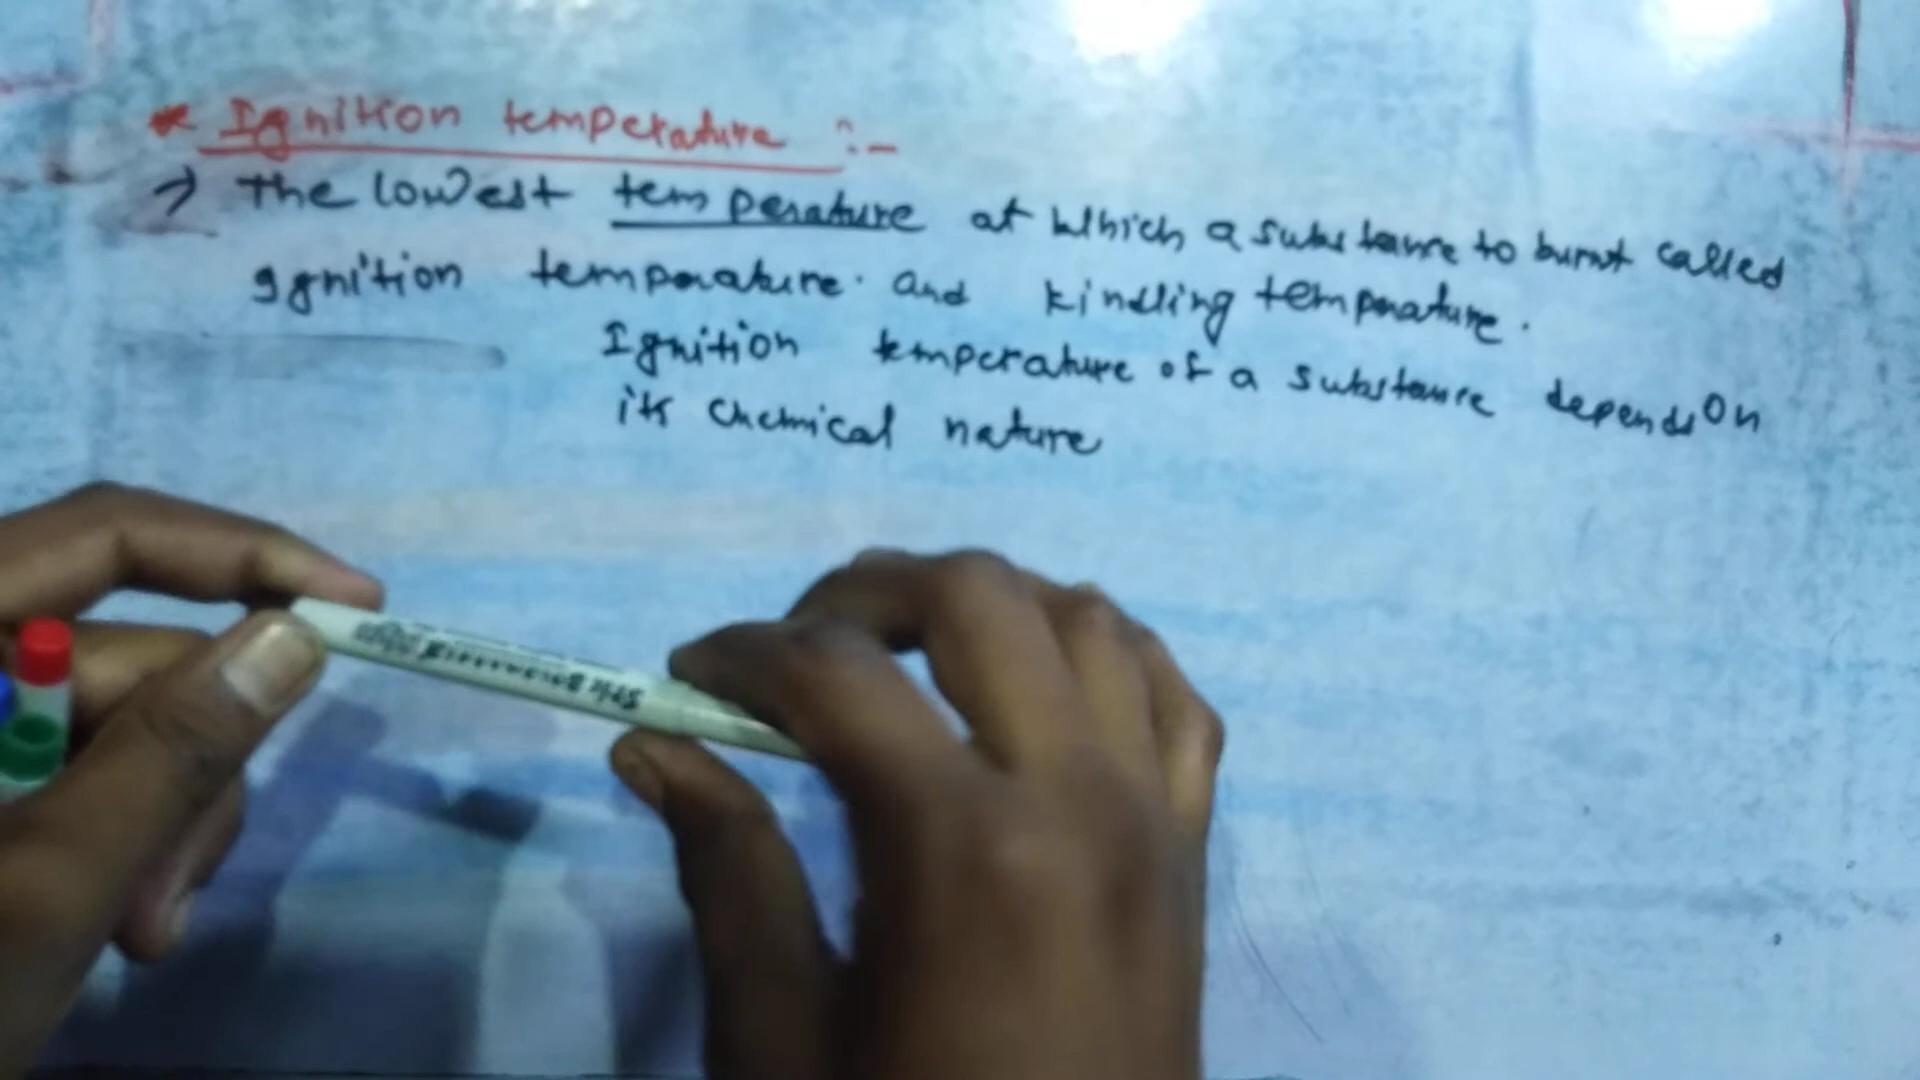 * Ignition temperature :-
→ The lowest temperature at which a substance to burnt called
Ignition temperature. and kindling temperature.
Ignition temperature of a substance depends on
its chemical nature